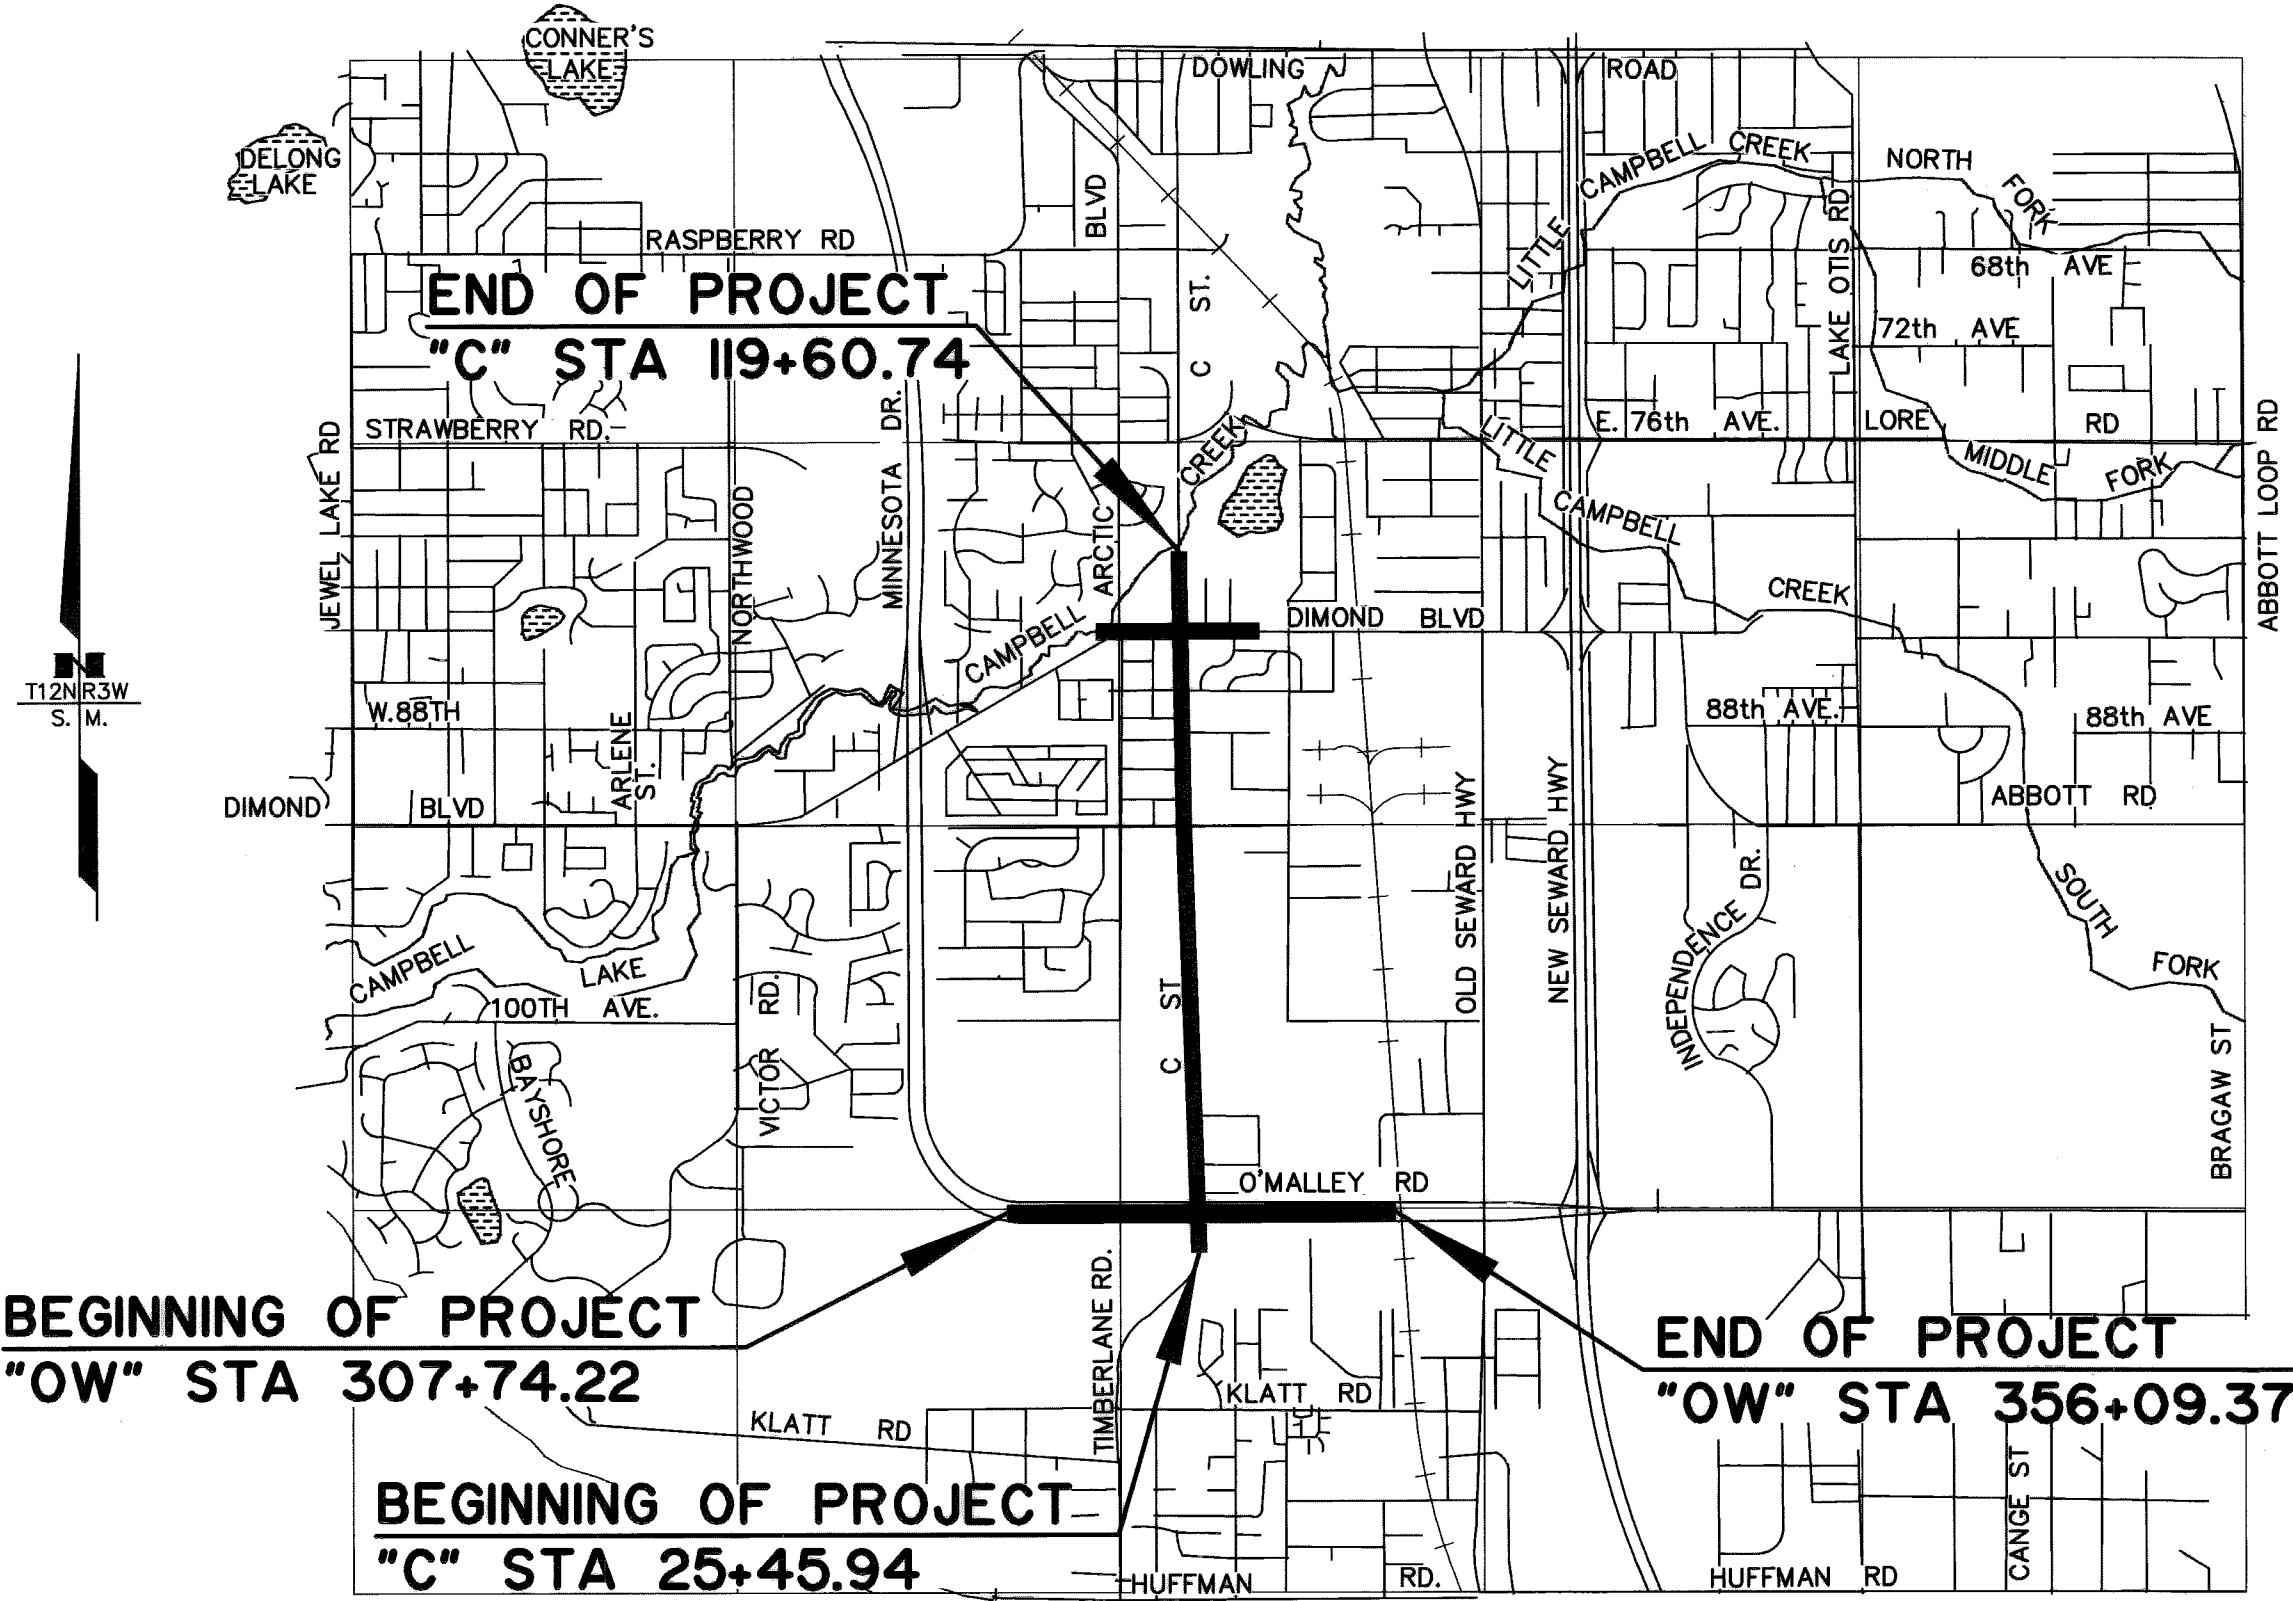 CONNER'S
LAKE
DOWLING ROAD
DELONG
LAKE
LITTLE CAMPBELL CREEK NORTH FORK
BLVD
RASPBERRY RD
LAKE OTIS RD
68th AVE
END OF PROJECT
"C" STA 119+60.74
C ST.
72th AVE
JEWEL LAKE RD
STRAWBERRY RD.
MINNESOTA DR.
CREEK
E. 76th AVE.
LORE RD
ABBOTT LOOP RD
LITTLE CAMPBELL CREEK
MIDDLE FORK
NORTHWOOD
ARCTIC
CAMPBELL
DIMOND BLVD
N
T12N R3W
S. M.
W.88TH
88th AVE.
88th AVE
ARLENE
ST.
DIMOND BLVD
OLD SEWARD HWY
NEW SEWARD HWY
ABBOTT RD
INDEPENDENCE DR.
SOUTH FORK
CAMPBELL LAKE
100TH AVE.
C ST
VICTOR RD.
BAYSHORE
BRAGAW ST
O'MALLEY RD
TIMBERLANE RD.
BEGINNING OF PROJECT
"OW" STA 307+74.22
END OF PROJECT
"OW" STA 356+09.37
KLATT RD
KLATT RD
CANGE ST
BEGINNING OF PROJECT
"C" STA 25+45.94
HUFFMAN RD.
HUFFMAN RD